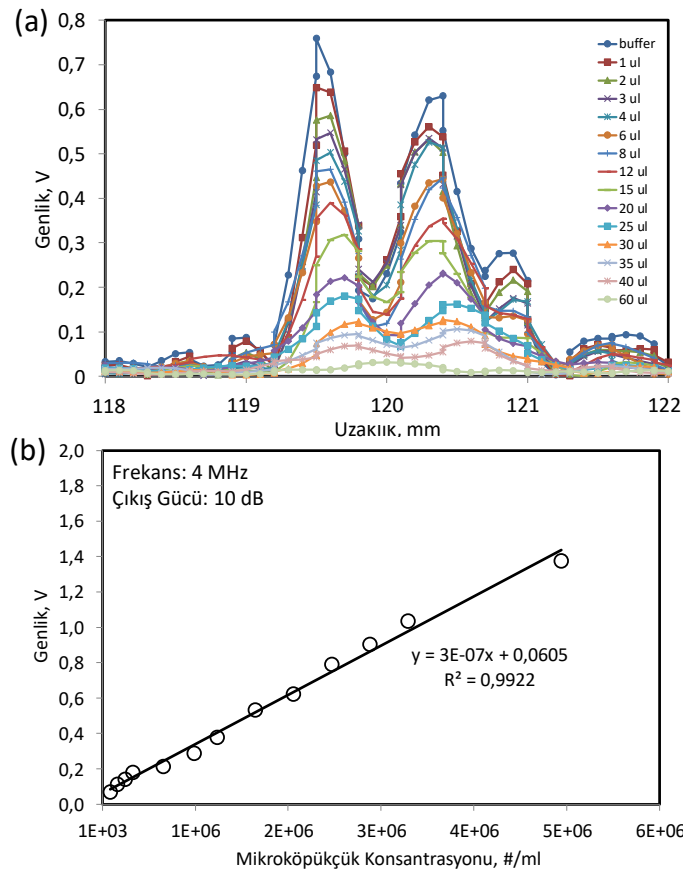 (a)
0,8
0,7
0,6
0,5
0,4
0,3
0,2
0,1
0
Genlik, V
buffer
1 ul
2 ul
3 ul
4 ul
6 ul
8 ul
12 ul
15 ul
20 ul
25 ul
30 ul
35 ul
40 ul
60 ul
118 119 120 121 122
Uzaklık, mm
(b)
2,0
1,8
1,6
1,4
1,2
1,0
0,8
0,6
0,4
0,2
0,0
Genlik, V
Frekans: 4 MHz
Çıkış Gücü: 10 dB
y = 3E-07x + 0,0605
R² = 0,9922
1E+03 1E+06 2E+06 3E+06 4E+06 5E+06 6E+06
Mikroköpükçük Konsantrasyonu, #/ml